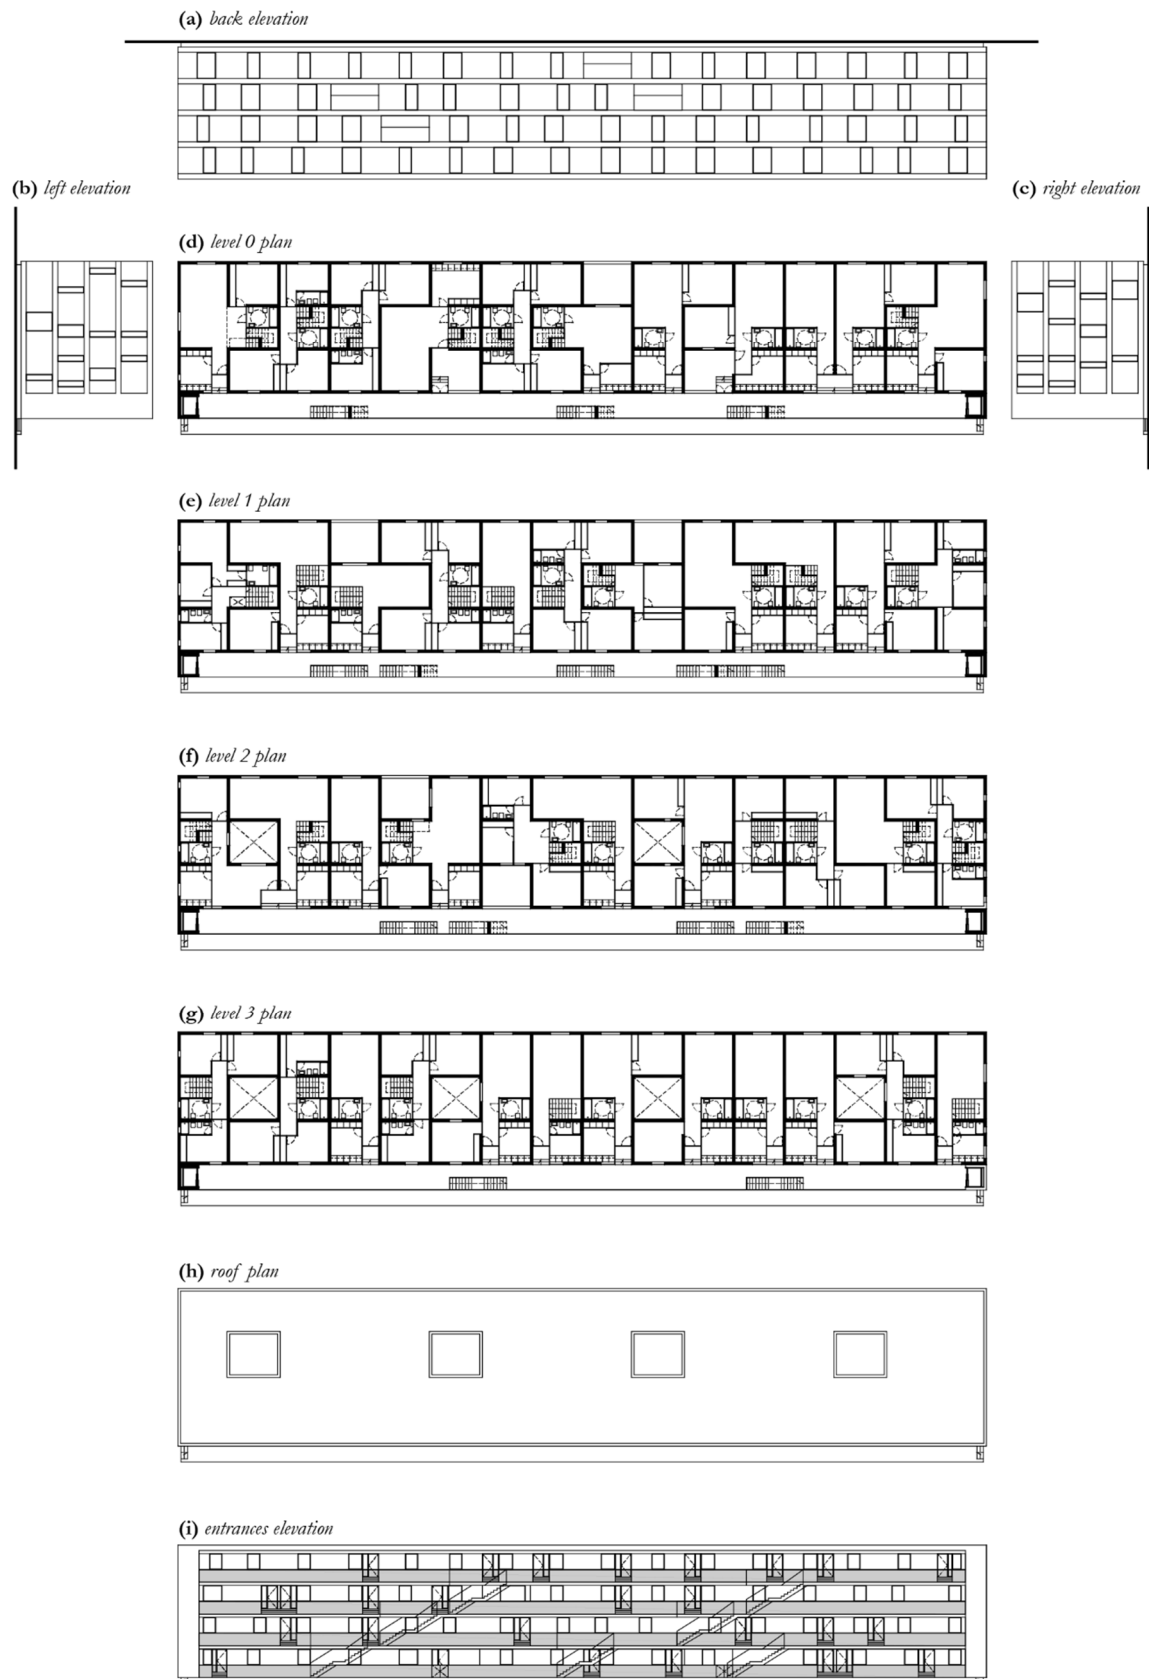 (a) back elevation
(b) left elevation
(c) right elevation
(d) level 0 plan
(e) level 1 plan
(f) level 2 plan
(g) level 3 plan
(h) roof plan
(i) entrances elevation